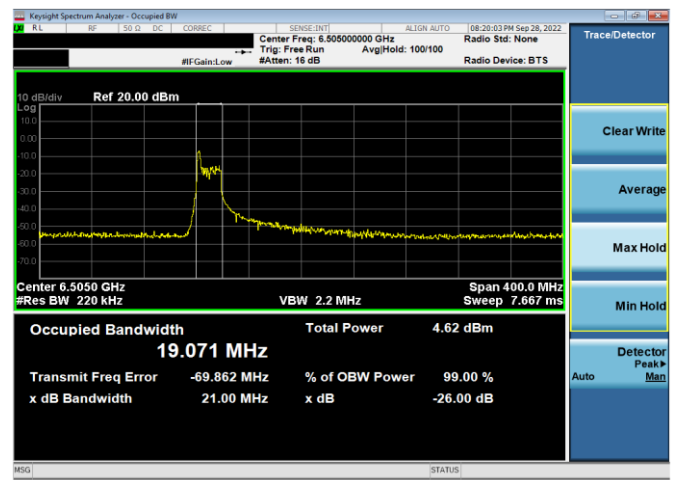 Keysight Spectrum Analyzer - Occupied BW
RL RF 50 Ω DC CORREC SENSE:INT ALIGN AUTO 08:20:03 PM Sep 28, 2022
Center Freq: 6.505000000 GHz Radio Std: None
Trig: Free Run Avg|Hold: 100/100
#IFGain:Low #Atten: 16 dB Radio Device: BTS
Trace/Detector
10 dB/div Ref 20.00 dBm
Log
10.0
0.00
-10.0
-20.0
-30.0
-40.0
-50.0
-60.0
-70.0
Center 6.5050 GHz Span 400.0 MHz
#Res BW 220 kHz VBW 2.2 MHz Sweep 7.667 ms
Occupied Bandwidth Total Power 4.62 dBm
19.071 MHz
Transmit Freq Error -69.862 MHz % of OBW Power 99.00 %
x dB Bandwidth 21.00 MHz x dB -26.00 dB
Clear Write
Average
Max Hold
Min Hold
Detector
Peak▶
Auto Man
MSG STATUS